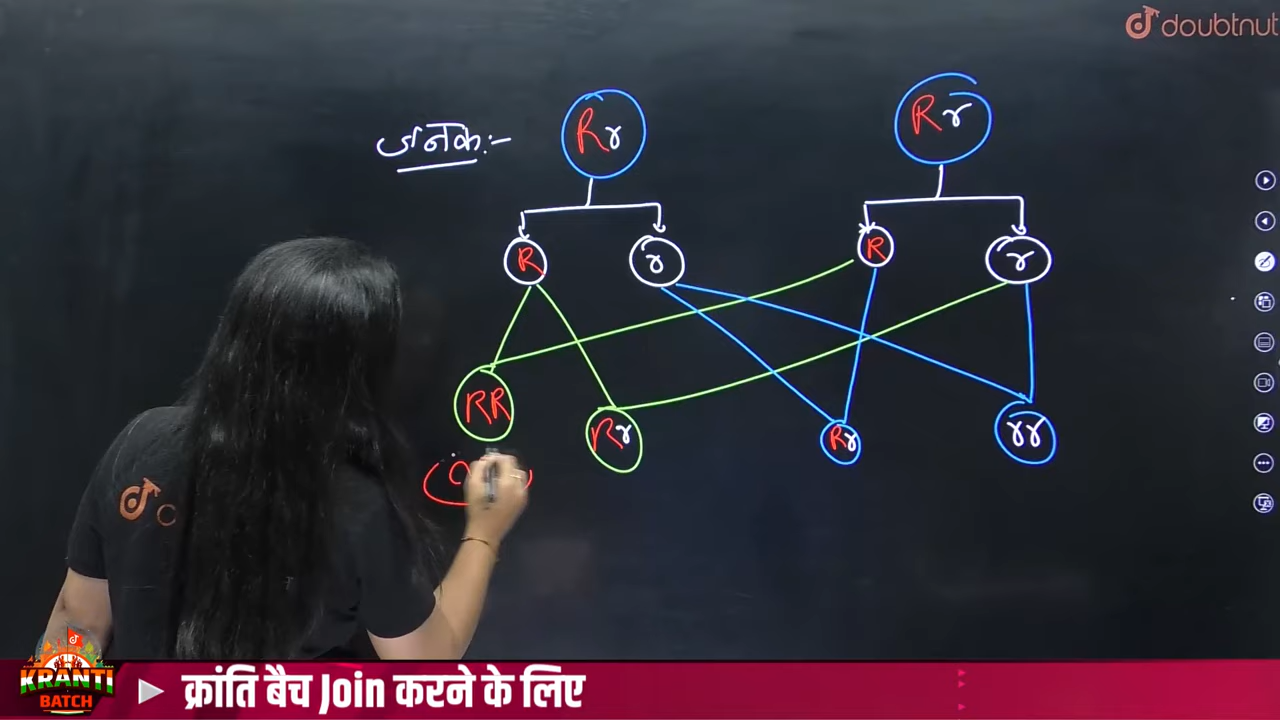 doubtnut
जनक:-
Rr Rr
R r R r
RR Rr Rr rr
KRANTI
BATCH
क्रांति बैच Join करने के लिए